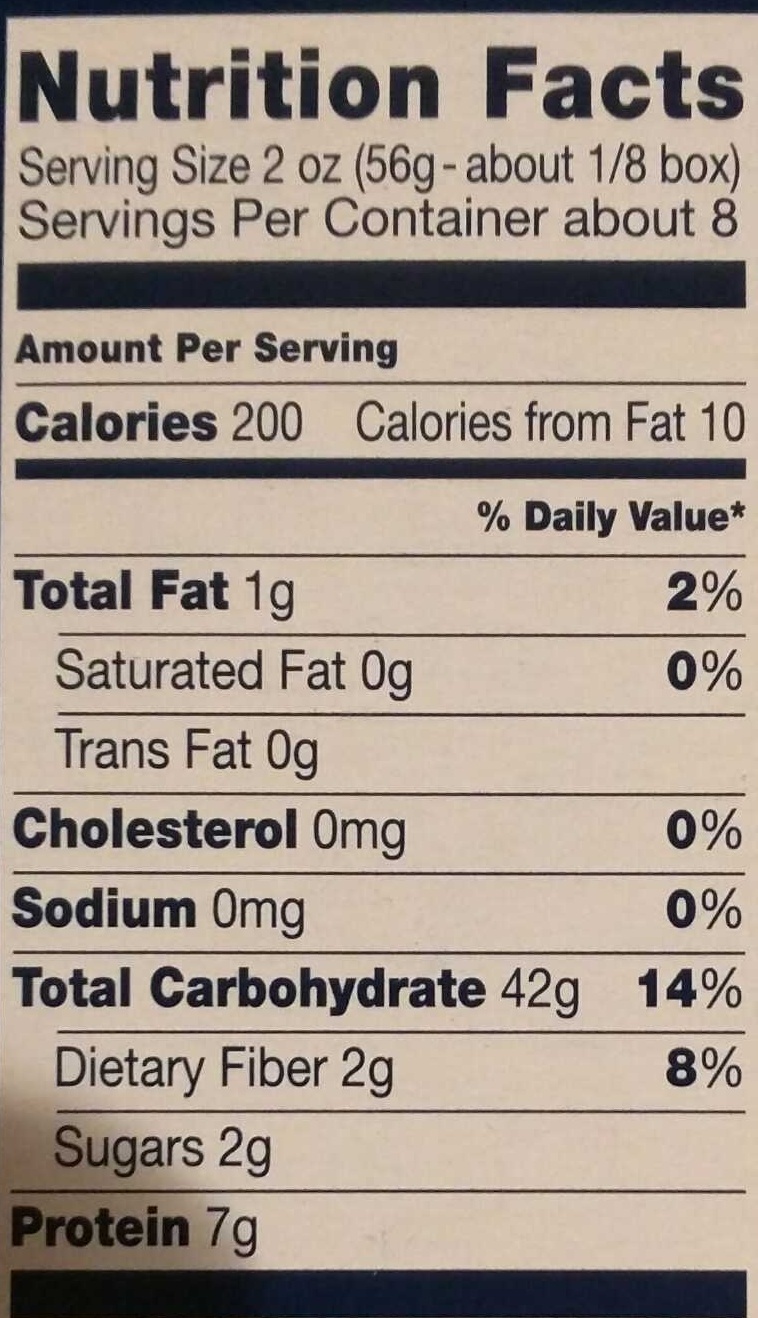 Nutrition Facts
Serving Size 2 oz (56g - about 1/8 box)
Servings Per Container about 8
Amount Per Serving
Calories 200 Calories from Fat 10
% Daily Value*
Total Fat 1g 2%
Saturated Fat 0g 0%
Trans Fat 0g
Cholesterol 0mg 0%
Sodium 0mg 0%
Total Carbohydrate 42g 14%
Dietary Fiber 2g 8%
Sugars 2g
Protein 7g